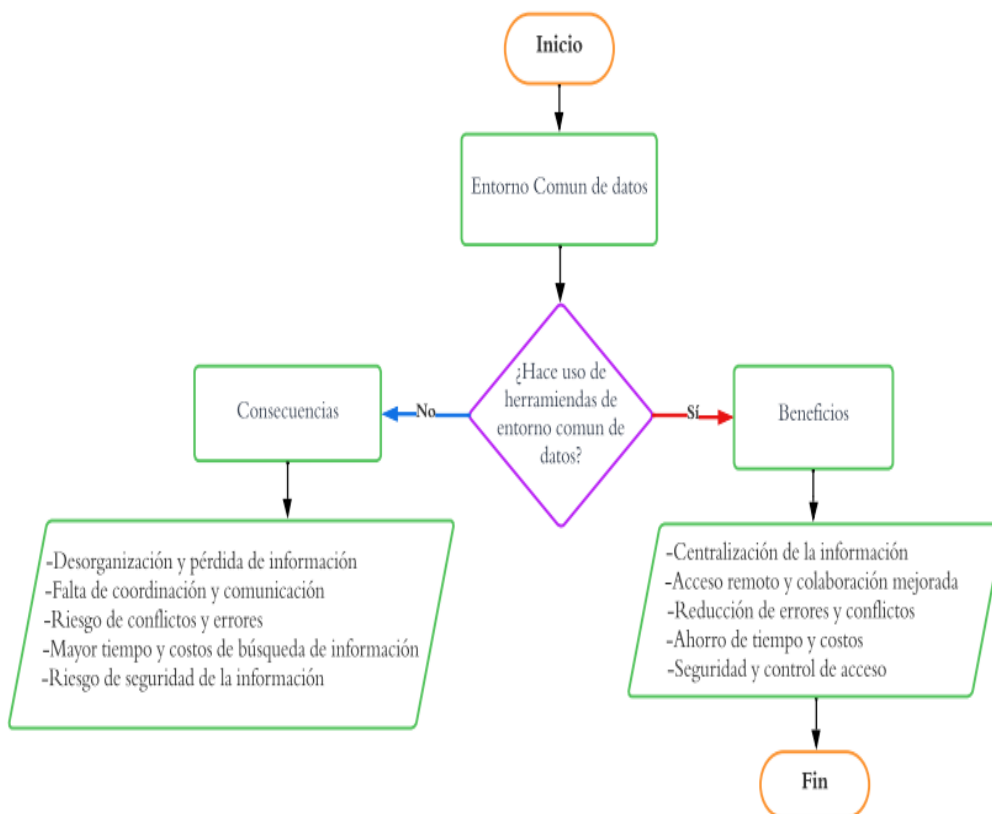 Inicio
Entorno Comun de datos
¿Hace uso de
herramiendas de
entorno comun de
datos?
No
Sí
Consecuencias
Beneficios
-Desorganización y pérdida de información
-Falta de coordinación y comunicación
-Riesgo de conflictos y errores
-Mayor tiempo y costos de búsqueda de información
-Riesgo de seguridad de la información
-Centralización de la información
-Acceso remoto y colaboración mejorada
-Reducción de errores y conflictos
-Ahorro de tiempo y costos
-Seguridad y control de acceso
Fin